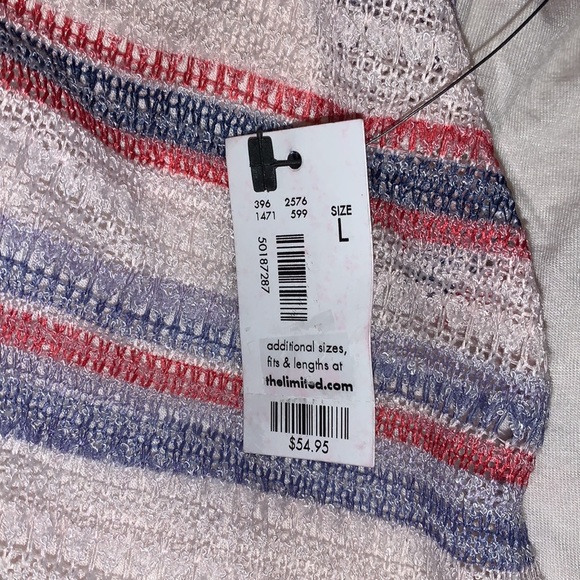 396 2576
1471 599
SIZE
L
50187287
additional sizes,
fits & lengths at
thelimited.com
$54.95